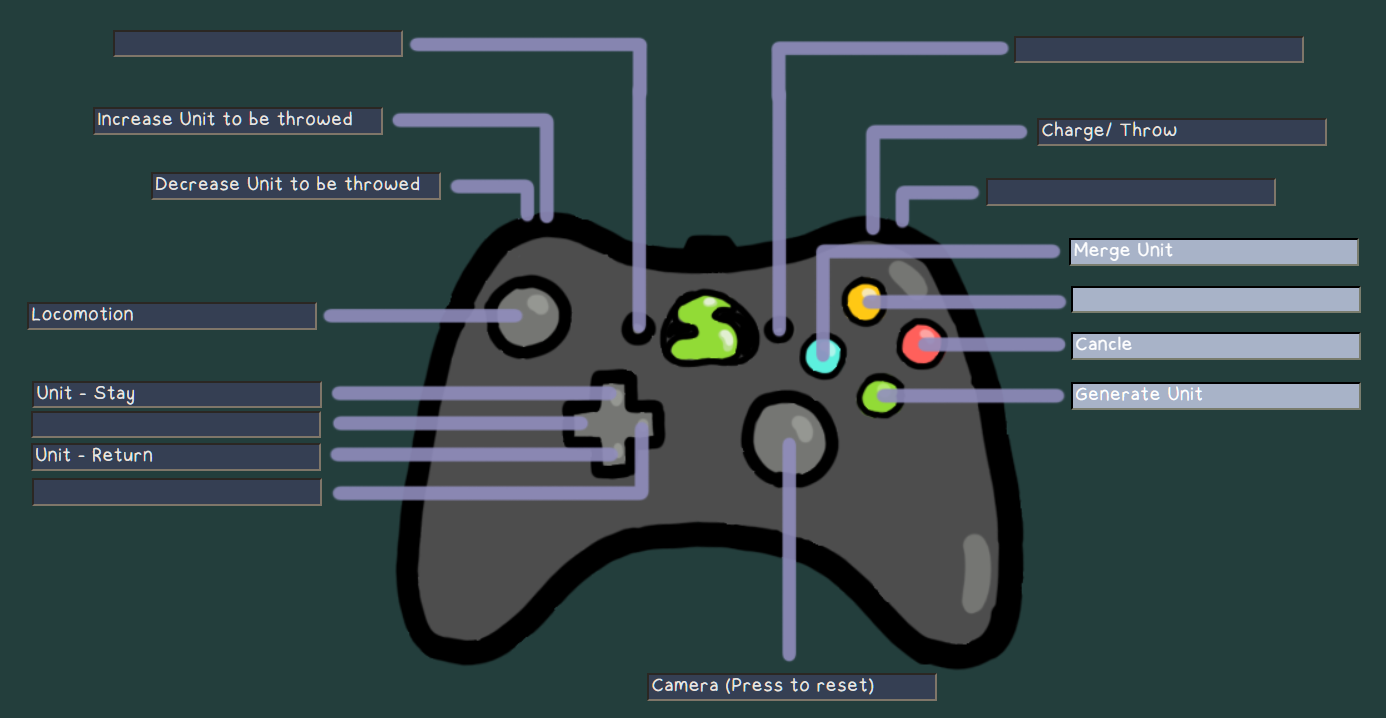 Increase Unit to be throwed
Charge/ Throw
Decrease Unit to be throwed
Merge Unit
Locomotion
Cancle
Unit - Stay
Generate Unit
Unit - Return
Camera (Press to reset)